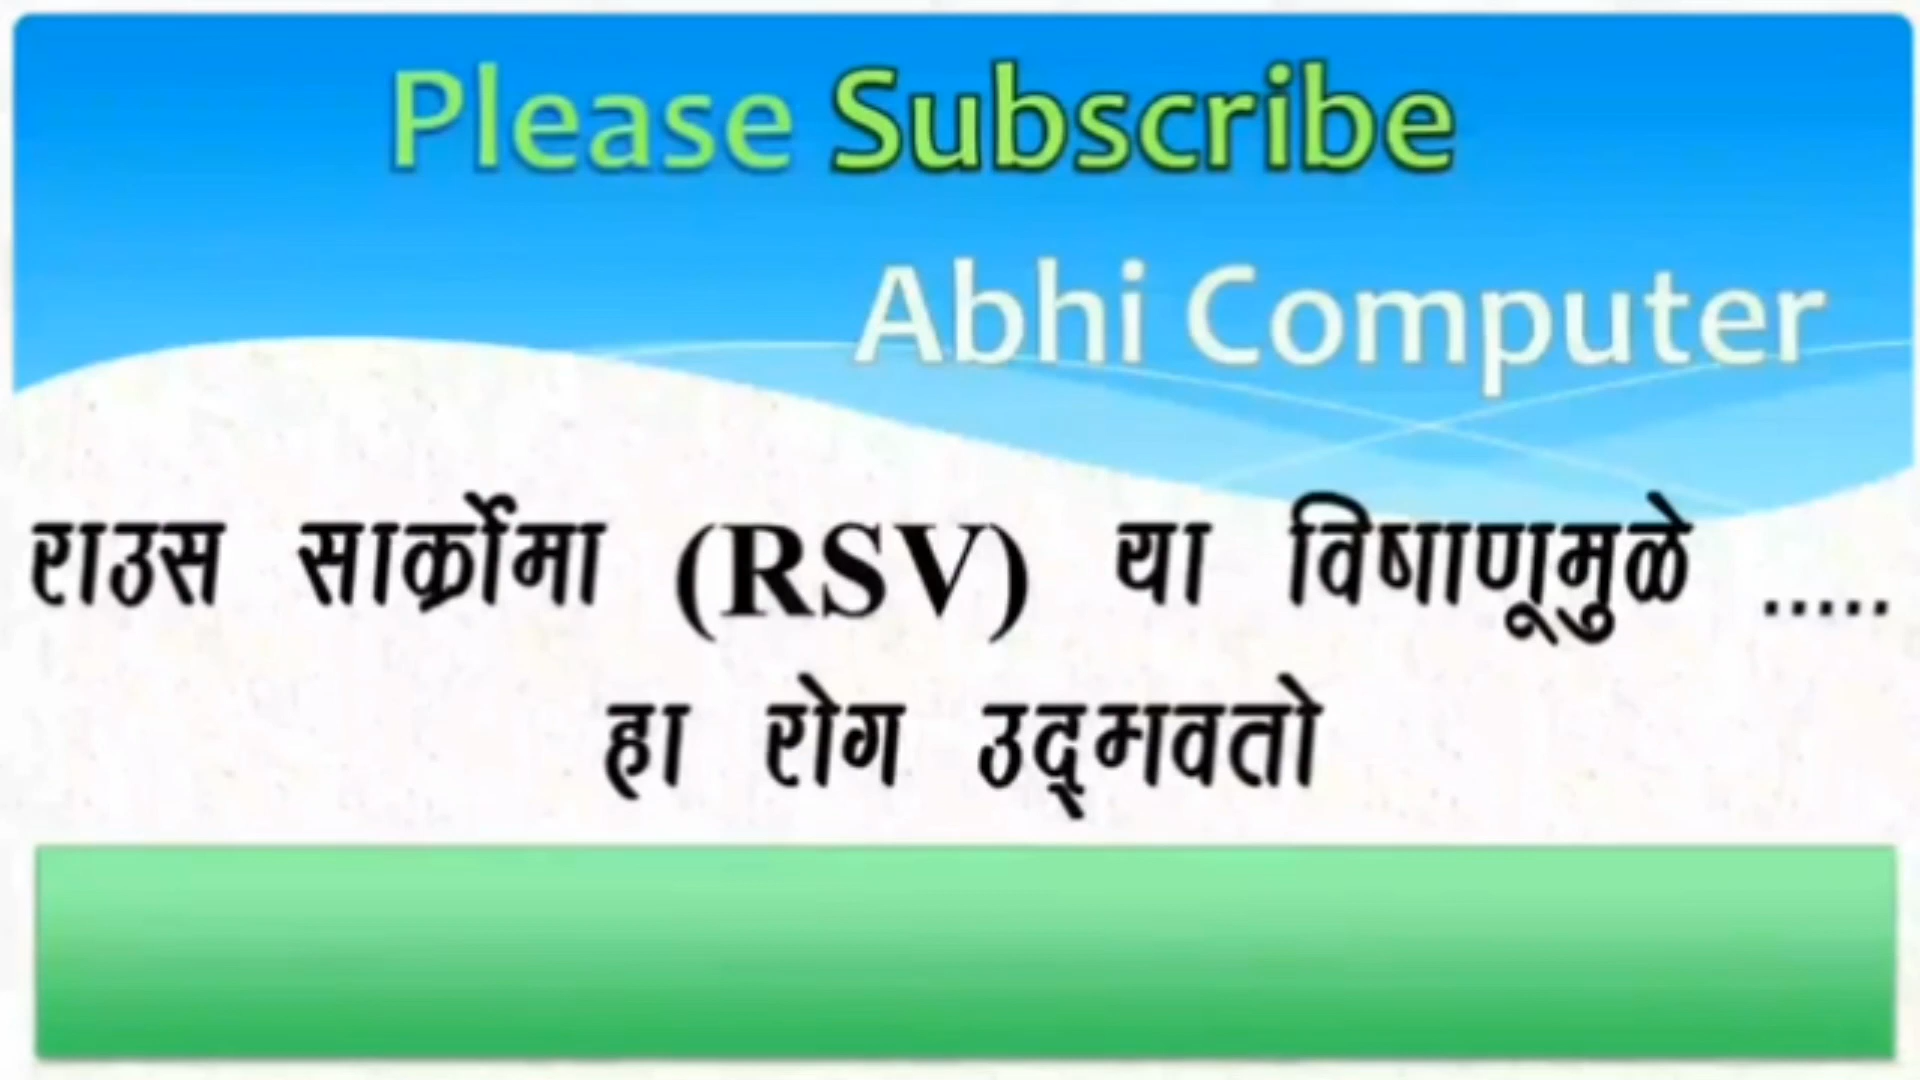 Please Subscribe
Abhi Computer
राउस सार्क्रोमा (RSV) या विषाणूमुळे .....
हा रोग उद्‌भवतो